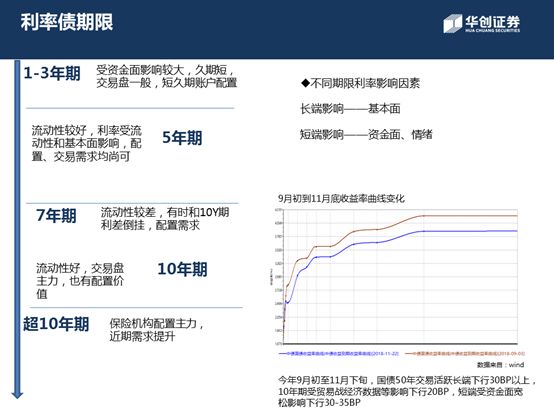 利率债期限
华创证券
HUA CHUANG SECURITIES
1-3年期
受资金面影响较大，久期短，
交易盘一般，短久期账户配置
流动性较好，利率受流
动性和基本面影响，配
置、交易需求均尚可
5年期
7年期
流动性较差，有时和10Y期
利差倒挂，配置需求
流动性好，交易盘
主力，也有配置价
值
10年期
超10年期
保险机构配置主力，
近期需求提升
◆不同期限利率影响因素
长端影响——基本面
短端影响——资金面、情绪
9月初到11月底收益率曲线变化
数据来源：wind
今年9月初至11月下旬，国债50年交易活跃长端下行30BP以上，
10年期受贸易战经济数据等影响下行20BP，短端受资金面宽
松影响下行30-35BP